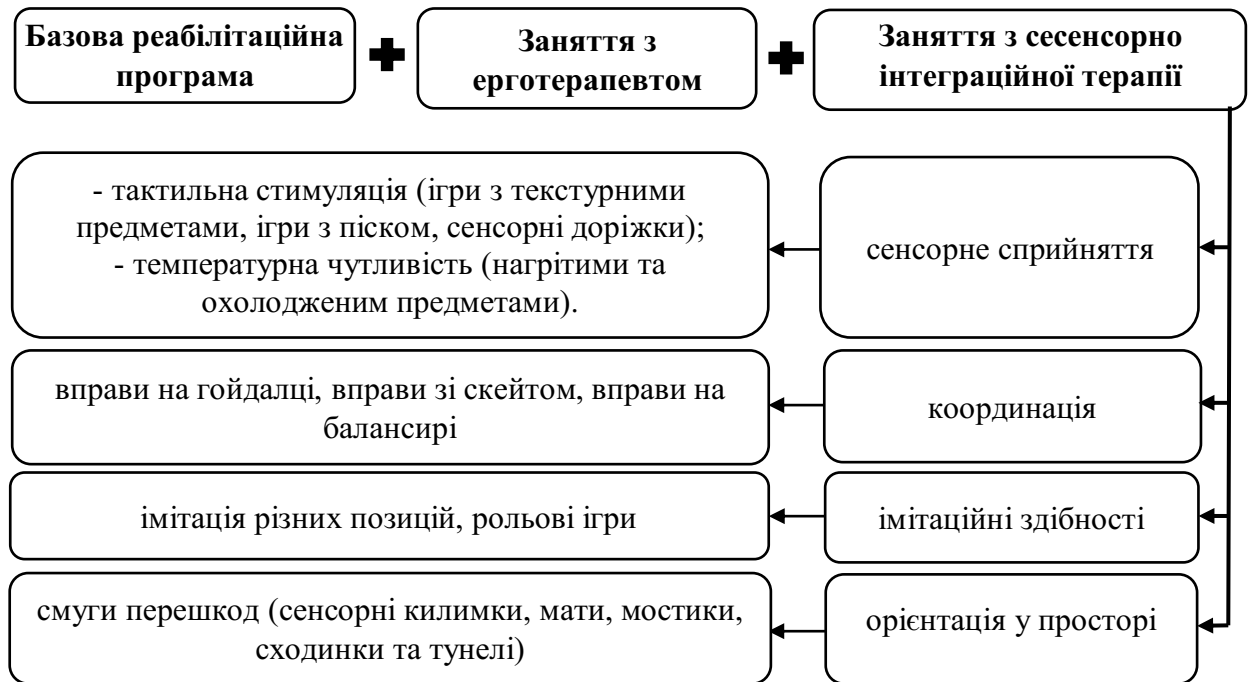 Базова реабілітаційна
програма
Заняття з
ерготерапевтом
Заняття з сесенсорно
інтеграційної терапії
- тактильна стимуляція (ігри з текстурними
предметами, ігри з піском, сенсорні доріжки);
- температурна чутливість (нагрітими та
охолодженим предметами).
сенсорне сприйняття
вправи на гойдалці, вправи зі скейтом, вправи на
балансирі
координація
імітація різних позицій, рольові ігри
імітаційні здібності
смуги перешкод (сенсорні килимки, мати, мостики,
сходинки та тунелі)
орієнтація у просторі